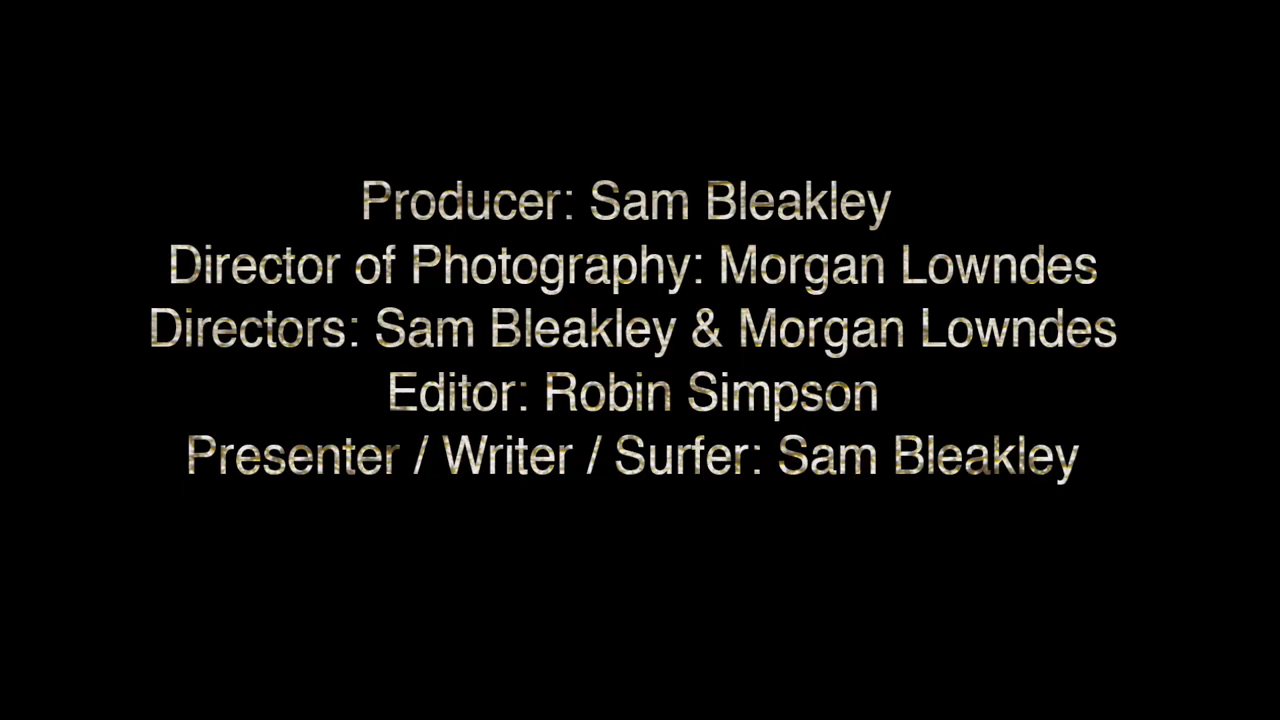 Producer: Sam Bleakley
Director of Photography: Morgan Lowndes
Directors: Sam Bleakley & Morgan Lowndes
Editor: Robin Simpson
Presenter / Writer / Surfer: Sam Bleakley